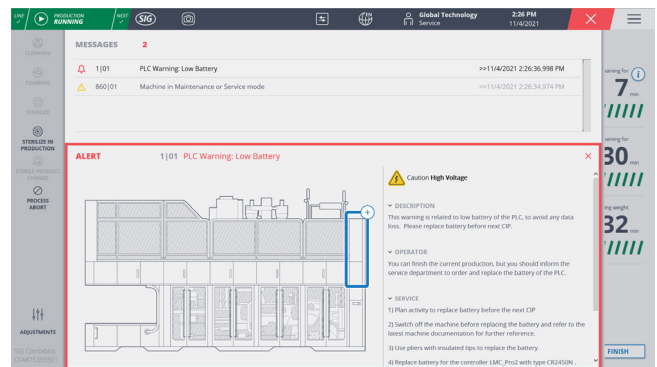 LINE
PRODUCTION
RUNNING
NEXT
SIG
EN
Global Technology
Service
2:26 PM
11/4/2021
CLEANING
STERILIZE
STERILIZE IN
PRODUCTION
STERILE PRODUCT
CHANGE
PROCESS
ABORT
ADJUSTMENTS
SIG Combibloc
MESSAGES 2
1|01 PLC Warning: Low Battery >>11/4/2021 2:26:36.998 PM
860|01 Machine in Maintenance or Service mode >>11/4/2021 2:26:34.974 PM
ALERT 1|01 PLC Warning: Low Battery
Caution High Voltage
DESCRIPTION
This warning is related to low battery of the PLC, to avoid any data
loss. Please replace battery before next CIP.
OPERATOR
You can finish the current production, but you should inform the
service department to order and replace the battery of the PLC.
SERVICE
1) Plan activity to replace battery before the next CIP
2) Switch off the machine before replacing the battery and refer to the
latest machine documentation for further reference.
3) Use pliers with insulated tips to replace the battery.
4) Replace battery for the controller LMC_Pro2 with type CR2450N ,
aining for
7 min
aining for
30 min
ing weight
32 min
FINISH